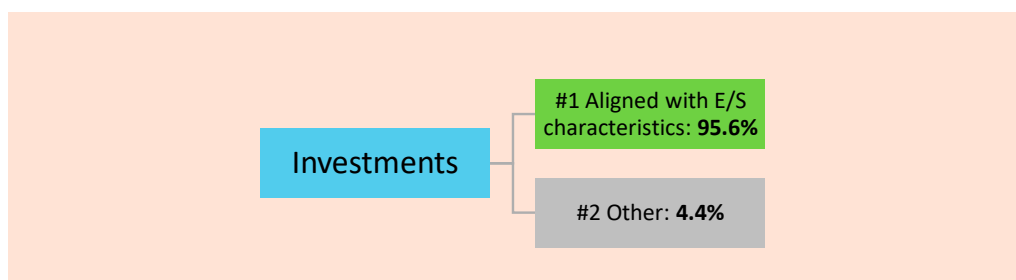 Investments
#1 Aligned with E/S
characteristics: 95.6%
#2 Other: 4.4%